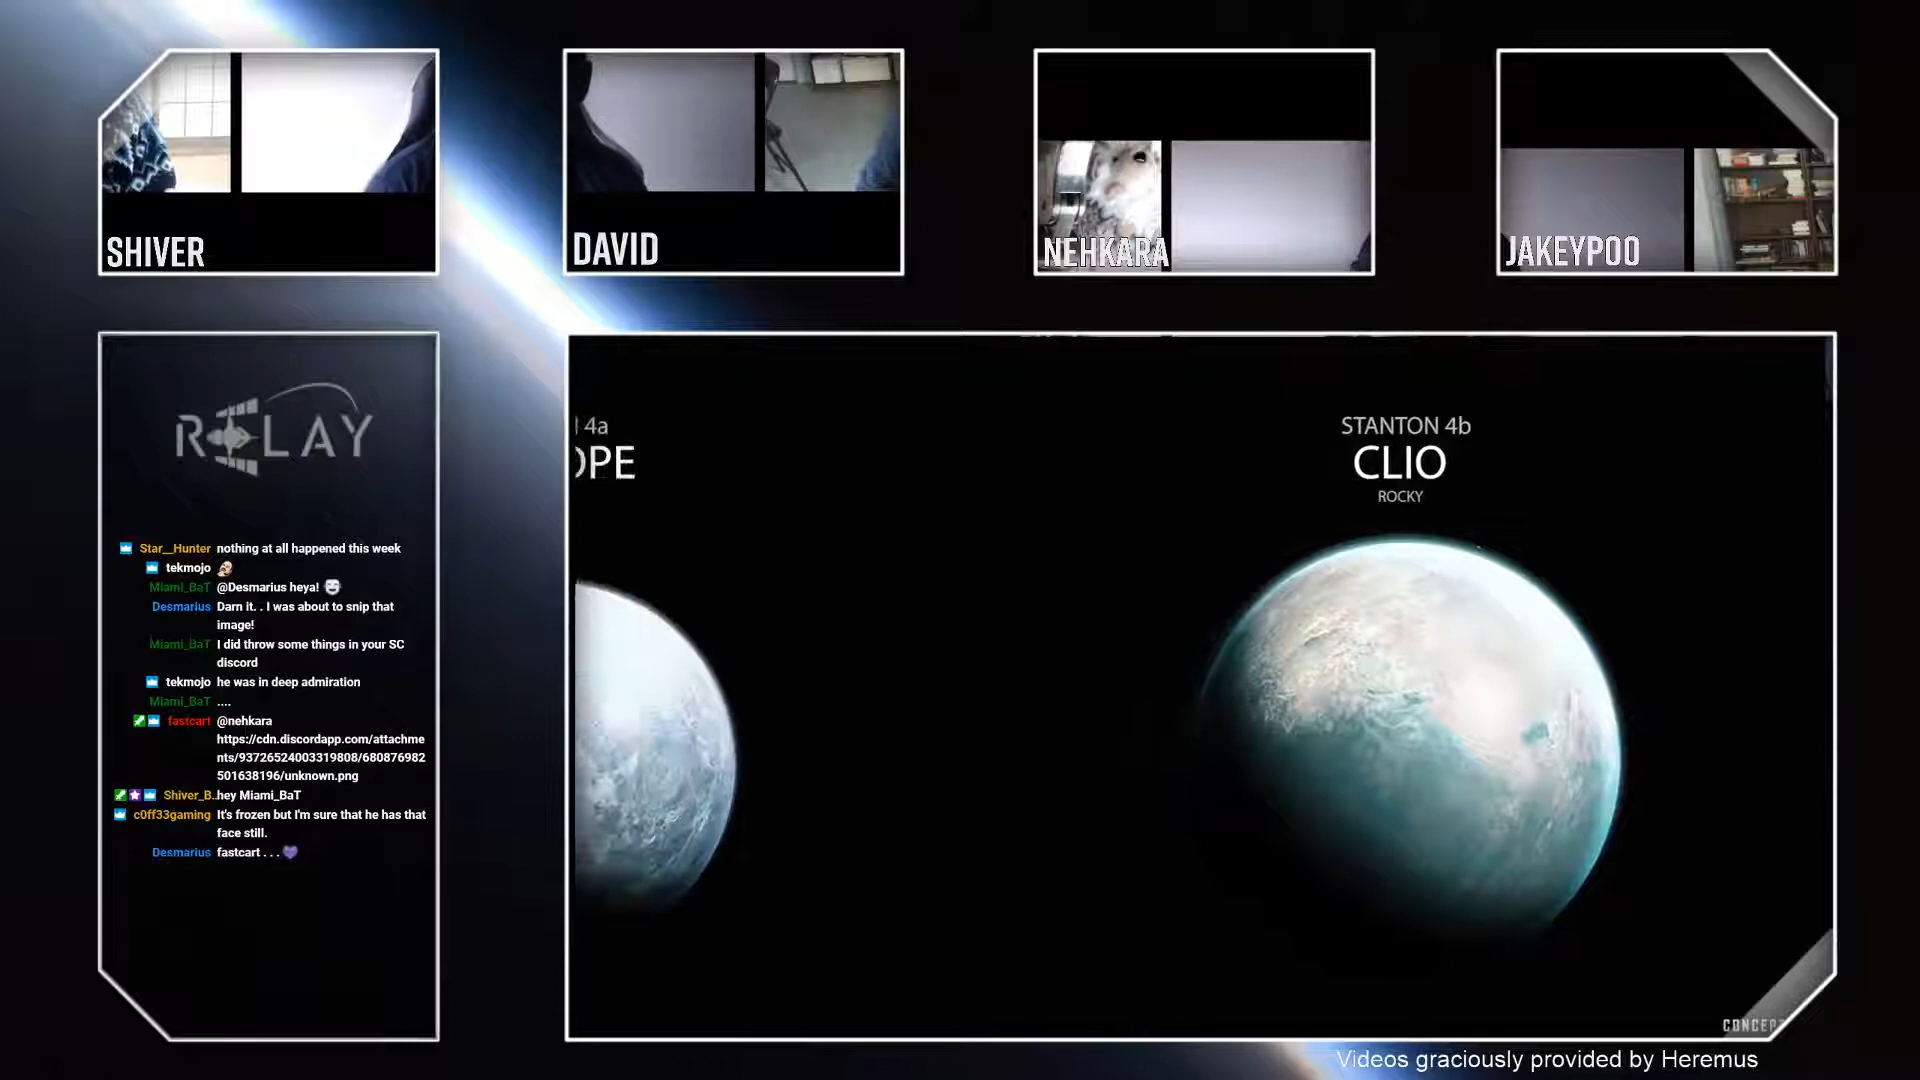 SHIVER
DAVID
NEHKARA
JAKEYPOO
RELAY
Star__Hunter nothing at all happened this week
tekmojo
Miami_BaT @Desmarius heya!
Desmarius Darn it. . I was about to snip that
image!
Miami_BaT I did throw some things in your SC
discord
tekmojo he was in deep admiration
Miami_BaT ....
fastcart @nehkara
https://cdn.discordapp.com/attachme
nts/93726524003319808/680876982
501638196/unknown.png
Shiver_B.. hey Miami_BaT
c0ff33gaming It's frozen but I'm sure that he has that
face still.
Desmarius fastcart . . .
4a
OPE
STANTON 4b
CLIO
ROCKY
CONCEP
Videos graciously provided by Heremus